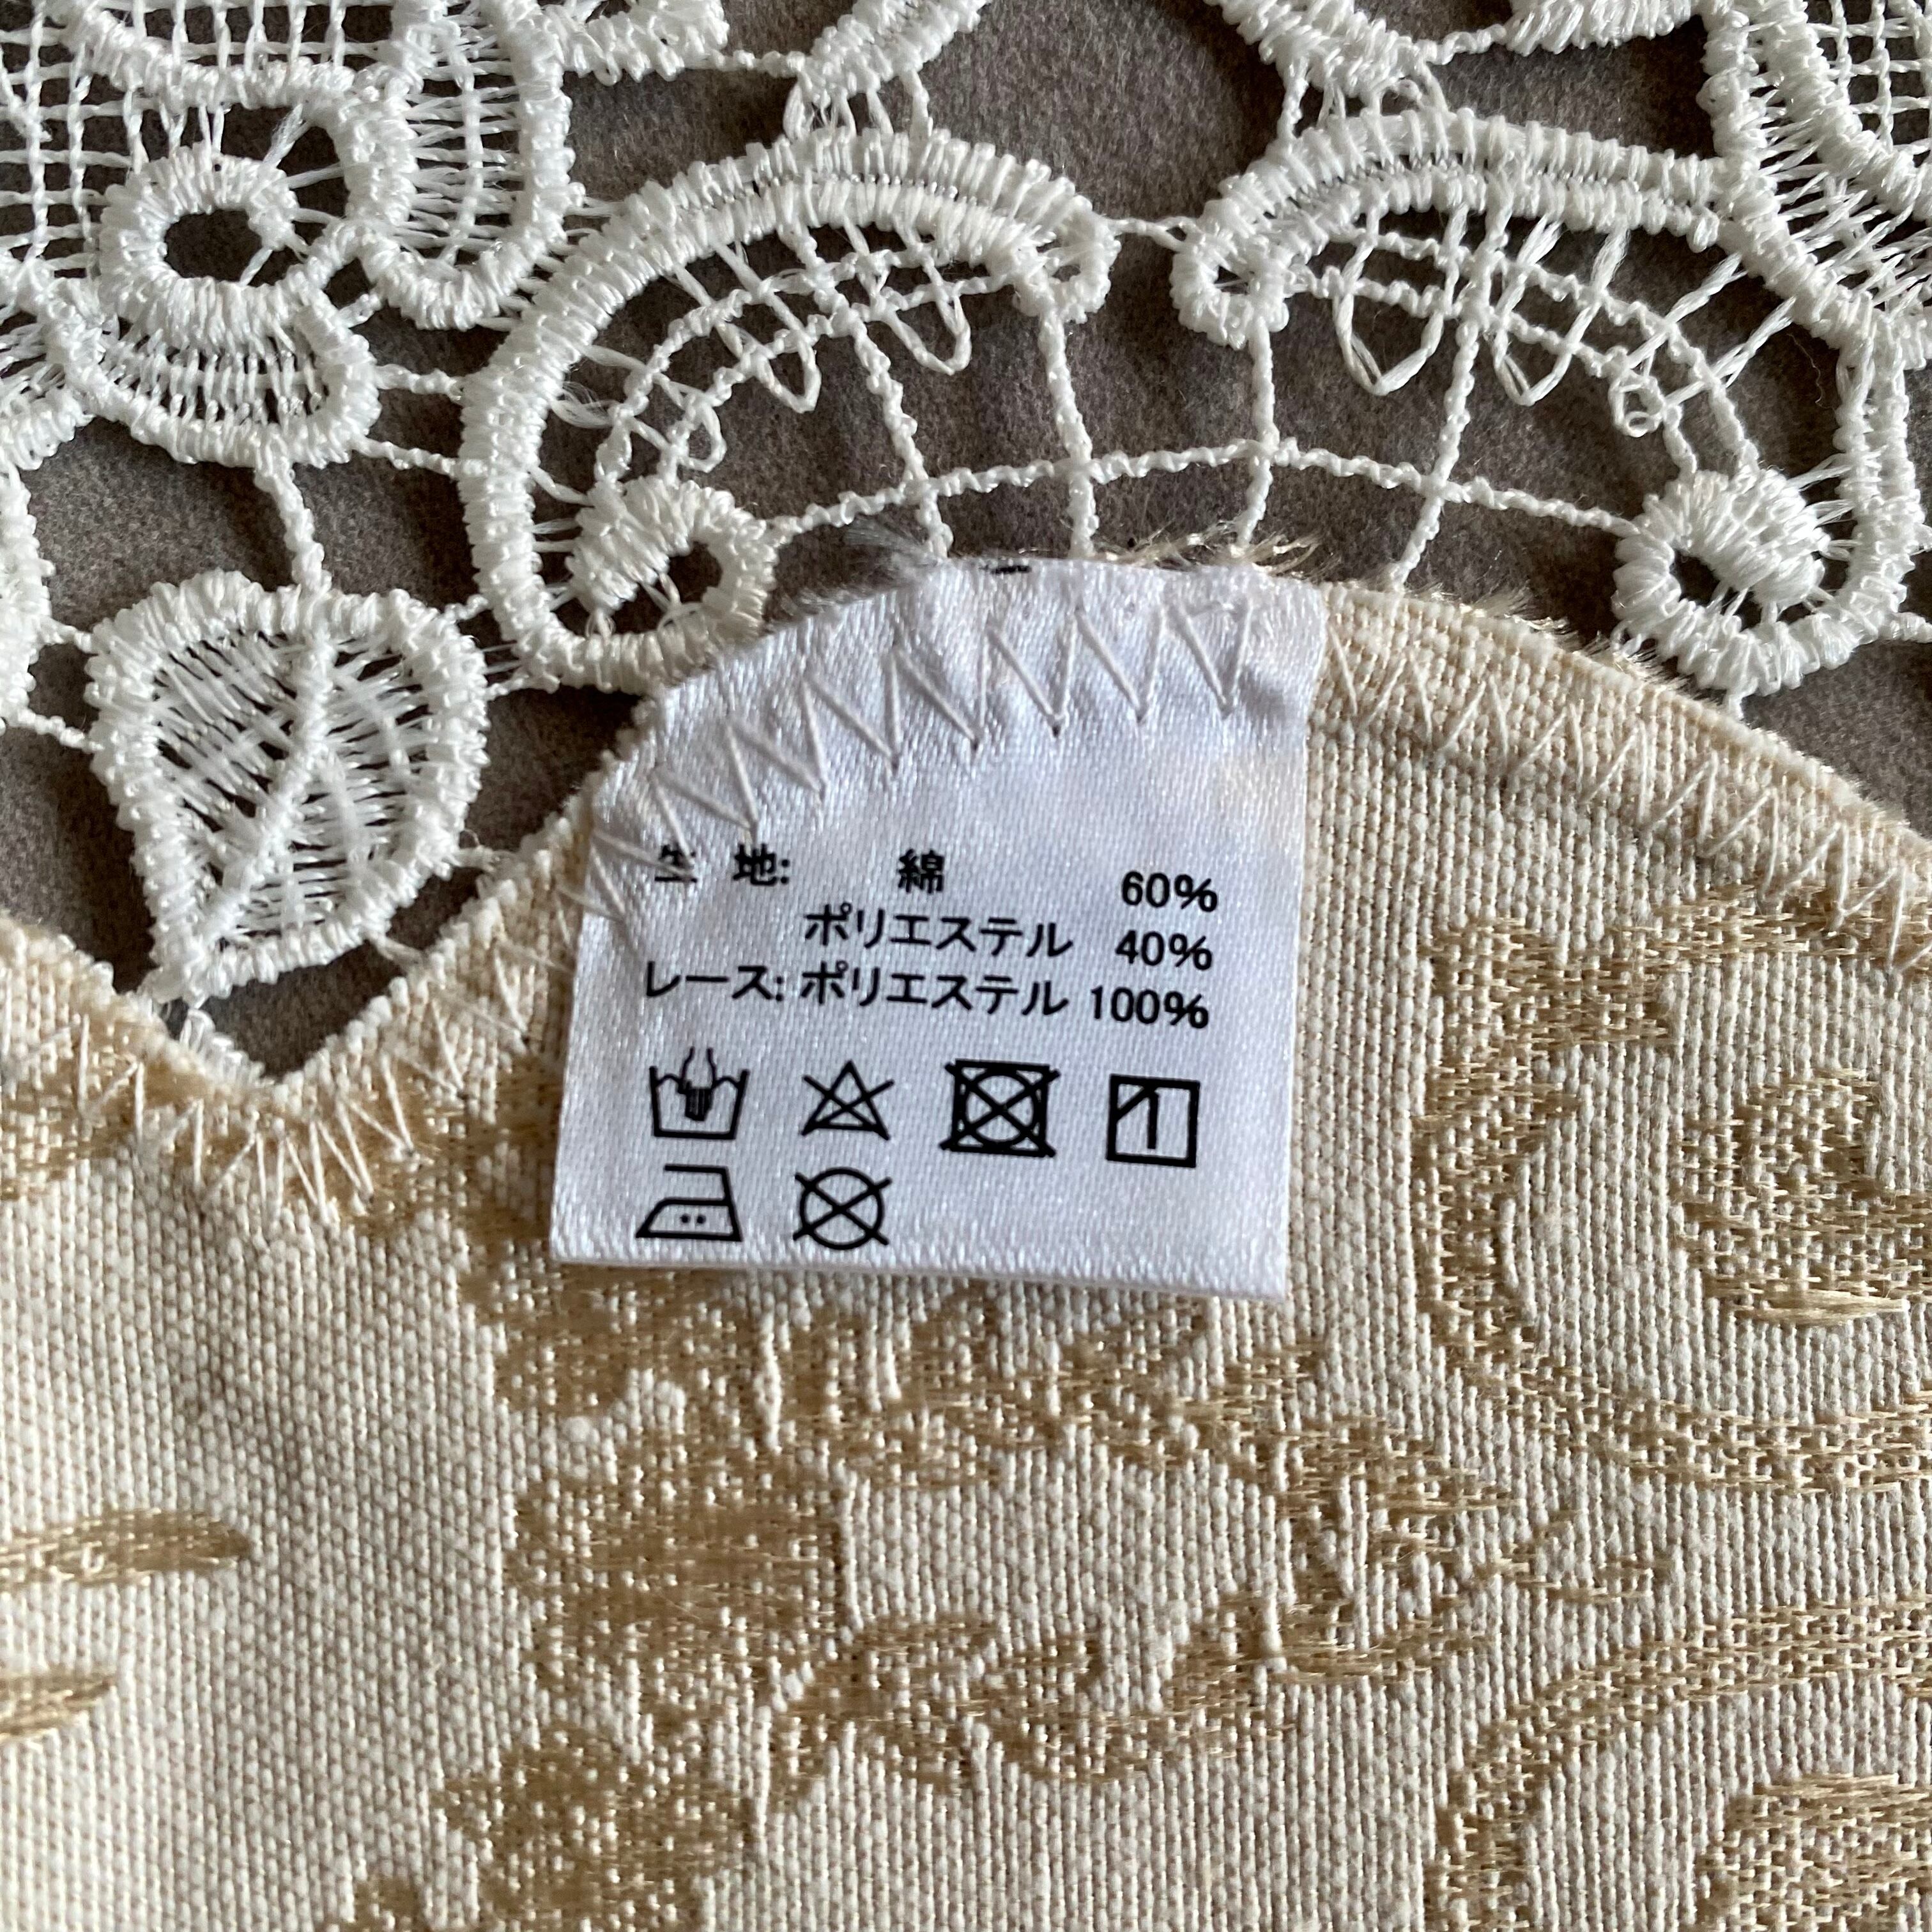 生 地: 綿 60%
ポリエステル 40%
レース: ポリエステル 100%